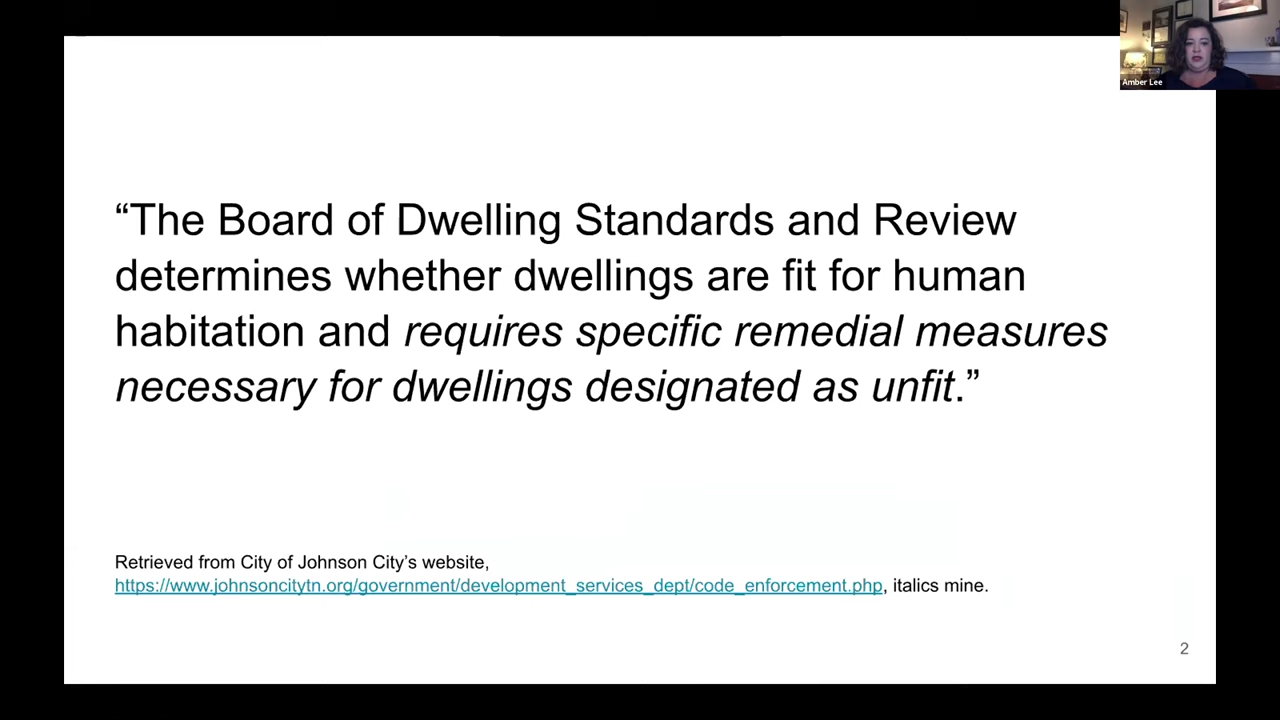 Amber Lee
“The Board of Dwelling Standards and Review
determines whether dwellings are fit for human
habitation and requires specific remedial measures
necessary for dwellings designated as unfit.”
Retrieved from City of Johnson City’s website,
https://www.johnsoncitytn.org/government/development_services_dept/code_enforcement.php, italics mine.
2